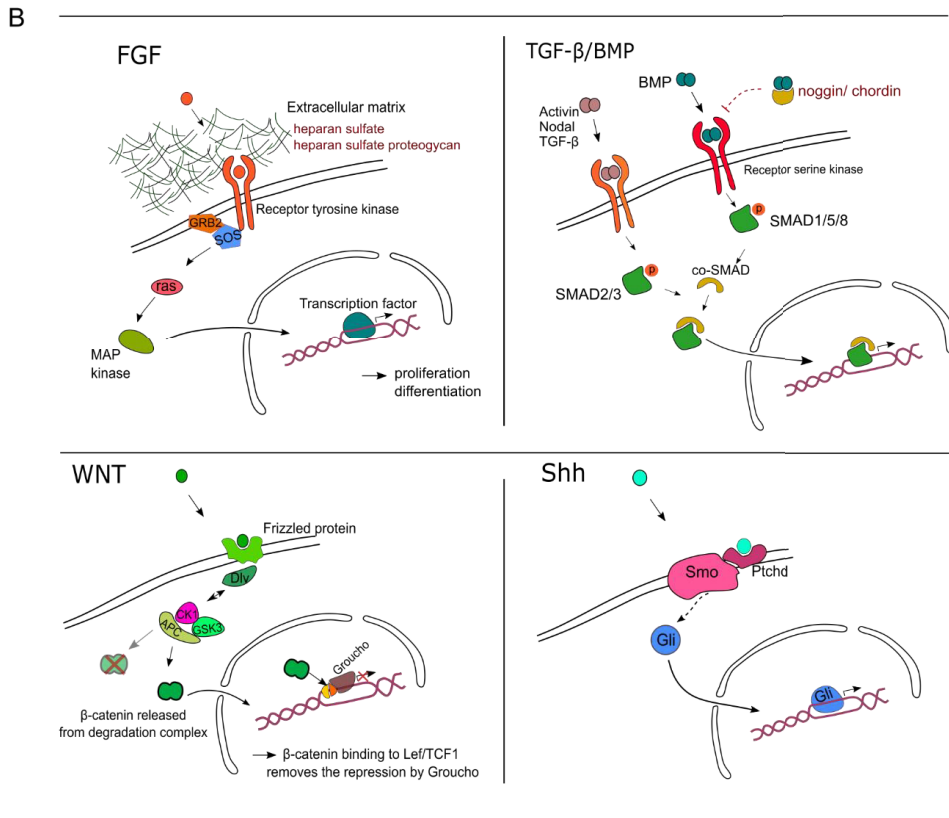 B
FGF
Extracellular matrix
heparan sulfate
heparan sulfate proteogycan
Receptor tyrosine kinase
GRB2
SOS
ras
MAP
kinase
Transcription factor
proliferation
differentiation
TGF-β/BMP
BMP
noggin/ chordin
Activin
Nodal
TGF-β
Receptor serine kinase
p
SMAD1/5/8
p
co-SMAD
SMAD2/3
WNT
Frizzled protein
Dlv
CK1
APC
GSK3
Groucho
β-catenin released
from degradation complex
β-catenin binding to Lef/TCF1
removes the repression by Groucho
Shh
Smo
Ptchd
Gli
Gli